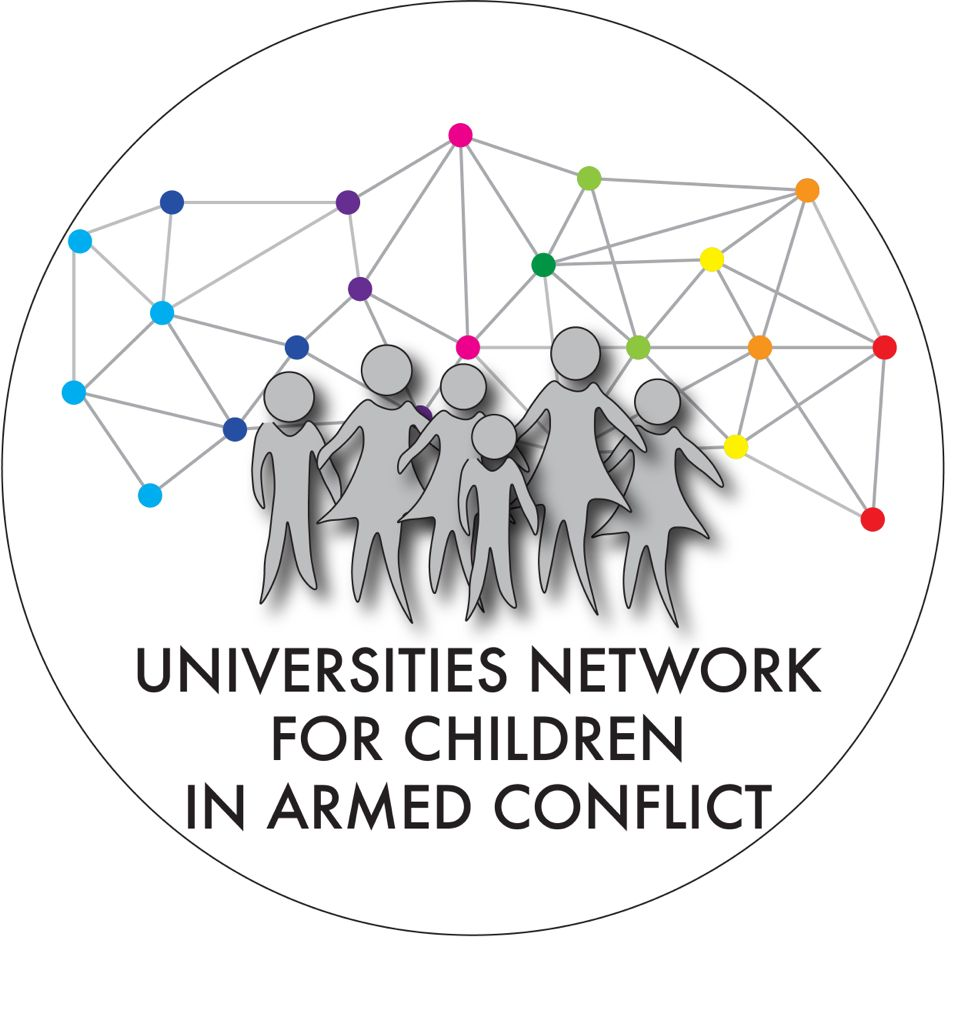 UNIVERSITIES NETWORK
FOR CHILDREN
IN ARMED CONFLICT